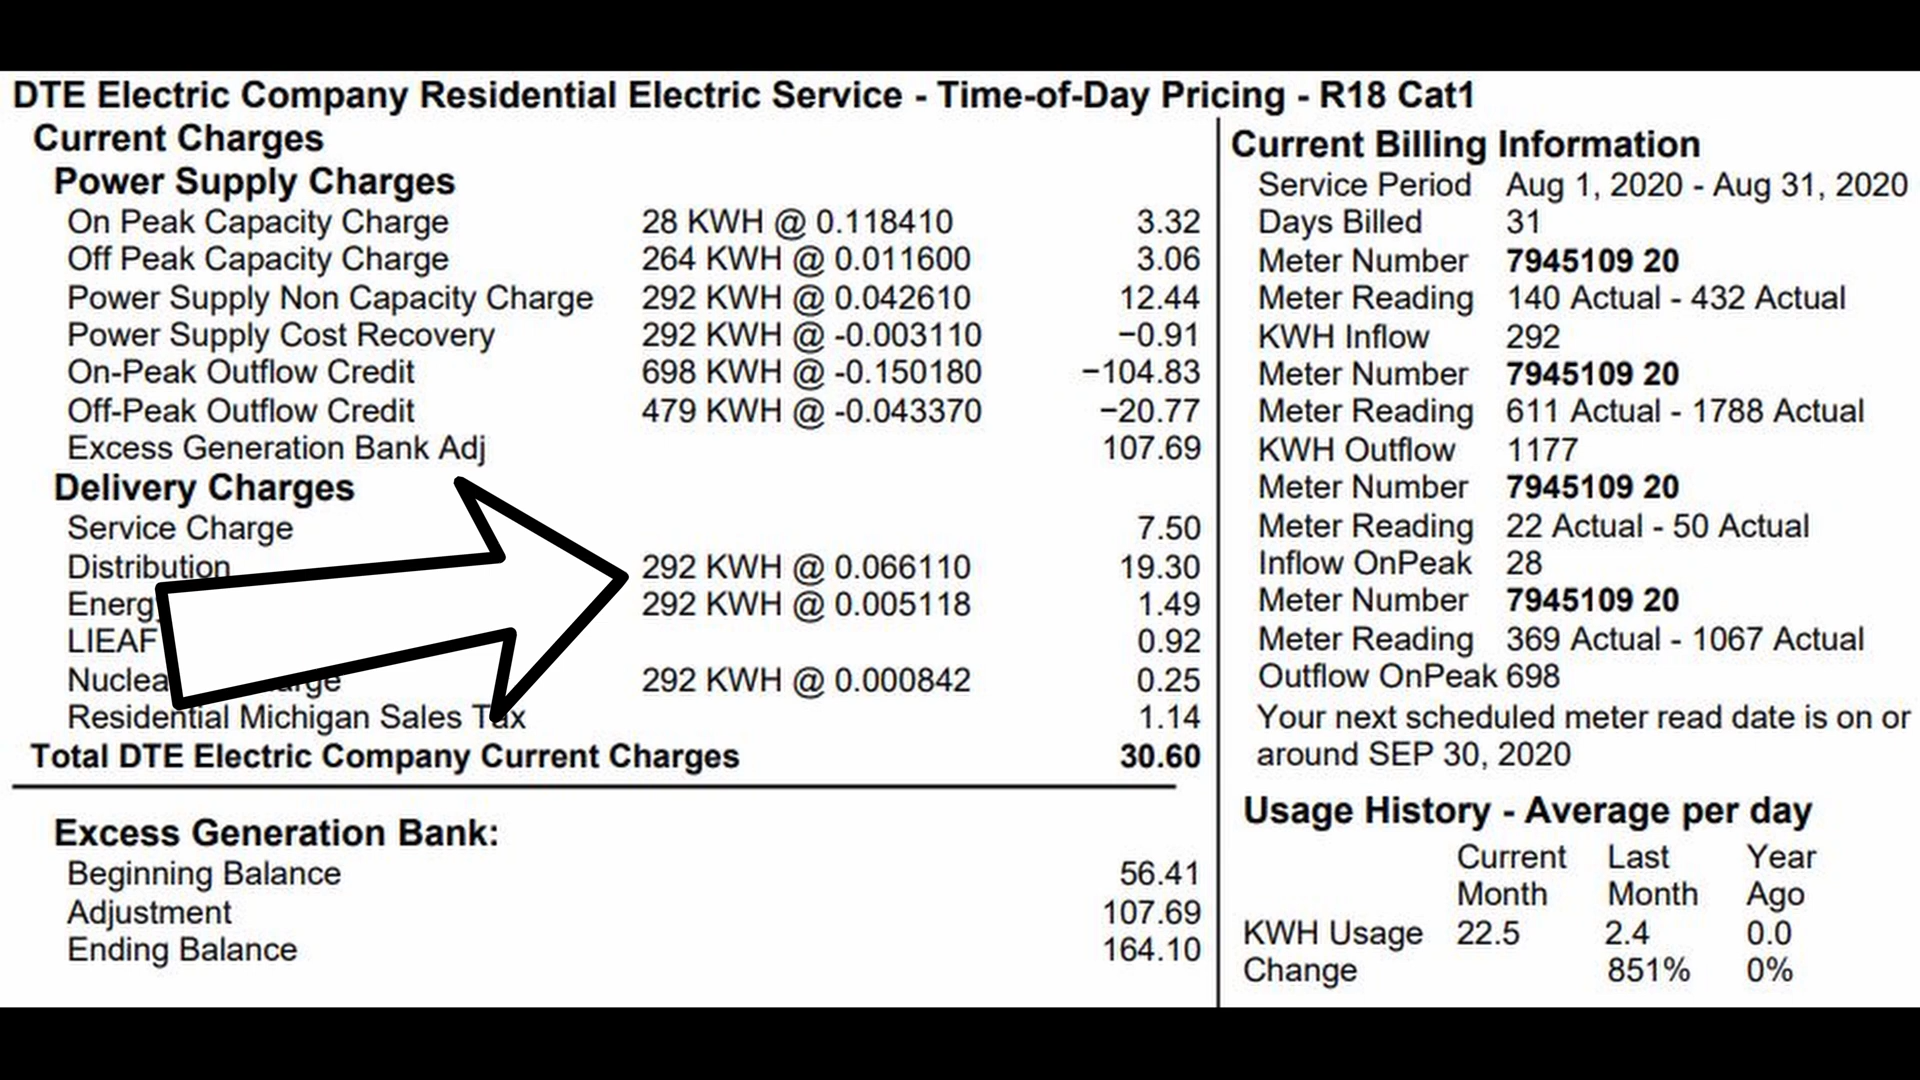 DTE Electric Company Residential Electric Service - Time-of-Day Pricing - R18 Cat1
Current Charges
Power Supply Charges
On Peak Capacity Charge 28 KWH @ 0.118410 3.32
Off Peak Capacity Charge 264 KWH @ 0.011600 3.06
Power Supply Non Capacity Charge 292 KWH @ 0.042610 12.44
Power Supply Cost Recovery 292 KWH @ -0.003110 −0.91
On-Peak Outflow Credit 698 KWH @ -0.150180 −104.83
Off-Peak Outflow Credit 479 KWH @ -0.043370 −20.77
Excess Generation Bank Adj 107.69
Delivery Charges
Service Charge 7.50
Distribution 292 KWH @ 0.066110 19.30
292 KWH @ 0.005118 1.49
LIEAF 0.92
292 KWH @ 0.000842 0.25
Residential Michigan Sales Tax 1.14
Total DTE Electric Company Current Charges 30.60
Excess Generation Bank:
Beginning Balance 56.41
Adjustment 107.69
Ending Balance 164.10
Current Billing Information
Service Period Aug 1, 2020 - Aug 31, 2020
Days Billed 31
Meter Number 7945109 20
Meter Reading 140 Actual - 432 Actual
KWH Inflow 292
Meter Number 7945109 20
Meter Reading 611 Actual - 1788 Actual
KWH Outflow 1177
Meter Number 7945109 20
Meter Reading 22 Actual - 50 Actual
Inflow OnPeak 28
Meter Number 7945109 20
Meter Reading 369 Actual - 1067 Actual
Outflow OnPeak 698
Your next scheduled meter read date is on or
around SEP 30, 2020
Usage History - Average per day
Current Last Year
Month Month Ago
KWH Usage 22.5 2.4 0.0
Change 851% 0%